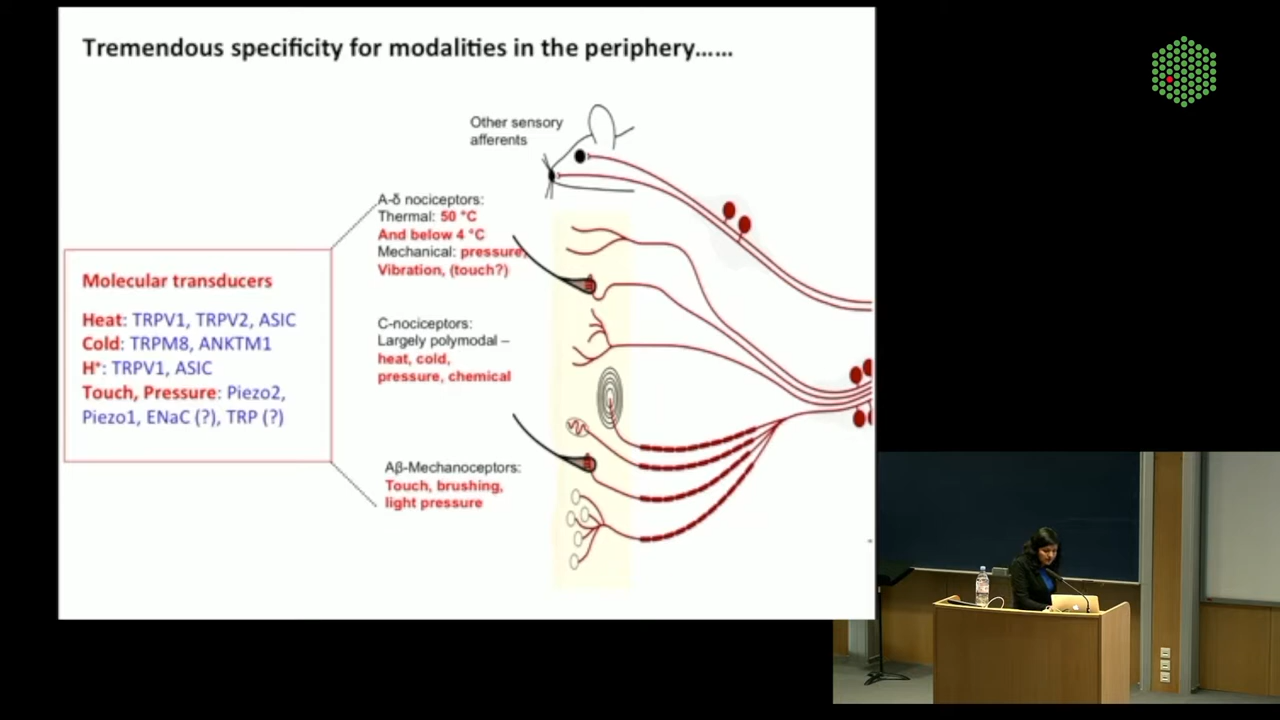 Tremendous specificity for modalities in the periphery......
Other sensory
afferents
A-δ nociceptors:
Thermal: 50 °C
And below 4 °C
Mechanical: pressure,
Vibration, (touch?)
Molecular transducers
Heat: TRPV1, TRPV2, ASIC
Cold: TRPM8, ANKTM1
H⁺: TRPV1, ASIC
Touch, Pressure: Piezo2,
Piezo1, ENaC (?), TRP (?)
C-nociceptors:
Largely polymodal –
heat, cold,
pressure, chemical
Aβ-Mechanoceptors:
Touch, brushing,
light pressure